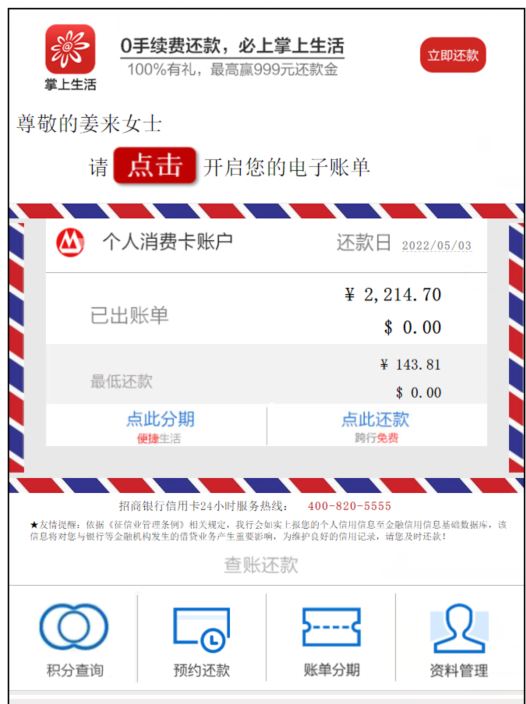 掌上生活
0手续费还款，必上掌上生活
100%有礼，最高赢999元还款金
立即还款
尊敬的姜来女士
请 点击 开启您的电子账单
个人消费卡账户 还款日 2022/05/03
已出账单
¥ 2,214.70
$ 0.00
最低还款
¥ 143.81
$ 0.00
点此分期 点此还款
便捷生活 跨行免费
招商银行信用卡24小时服务热线： 400-820-5555
★友情提醒：依据《征信业管理条例》相关规定，我行会如实上报您的个人信用信息至金融信用信息基础数据库，该
信息将对您与银行等金融机构发生的借贷业务产生重要影响，为维护良好的信用记录，请您及时还款！
查账还款
积分查询 预约还款 账单分期 资料管理